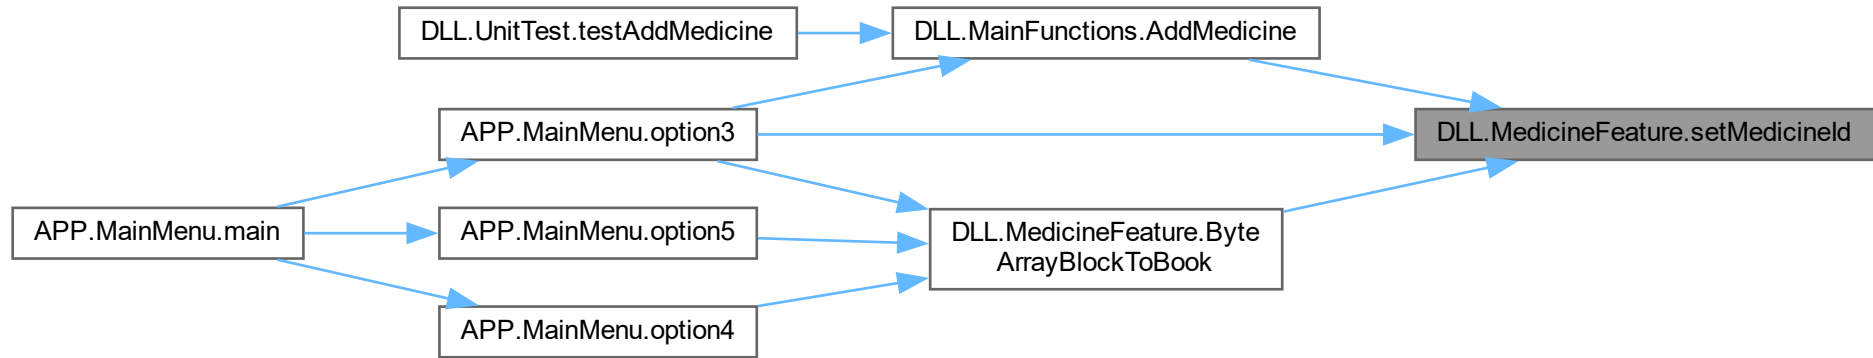 DLL.UnitTest.testAddMedicine
DLL.MainFunctions.AddMedicine
APP.MainMenu.option3
DLL.MedicineFeature.setMedicineId
APP.MainMenu.main
APP.MainMenu.option5
DLL.MedicineFeature.Byte
ArrayBlockToBook
APP.MainMenu.option4